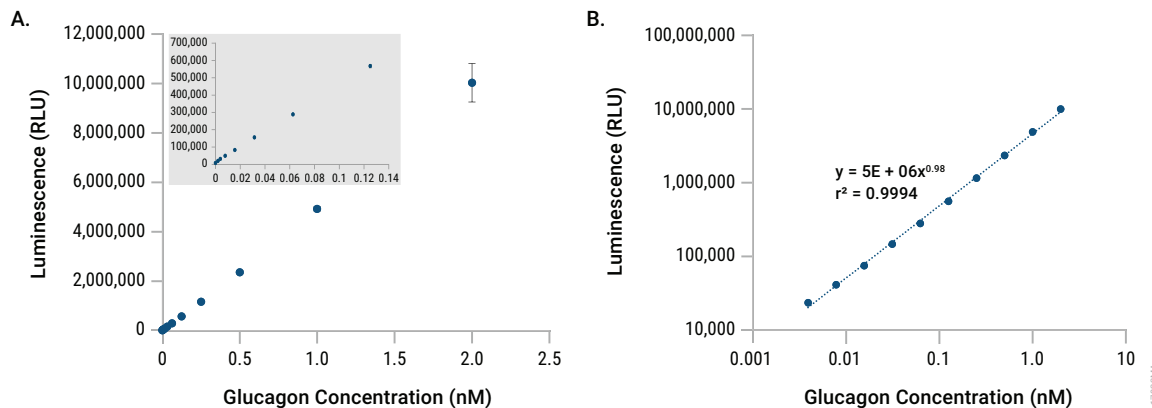 A.
12,000,000
10,000,000
8,000,000
6,000,000
4,000,000
2,000,000
0
Luminescence (RLU)
700,000
600,000
500,000
400,000
300,000
200,000
100,000
0
0 0.02 0.04 0.06 0.08 0.1 0.12 0.14
0 0.5 1.0 1.5 2.0 2.5
Glucagon Concentration (nM)
B.
100,000,000
10,000,000
1,000,000
100,000
10,000
Luminescence (RLU)
y = 5E + 06x⁰·⁹⁸
r² = 0.9994
0.001 0.01 0.1 1.0 10
Glucagon Concentration (nM)